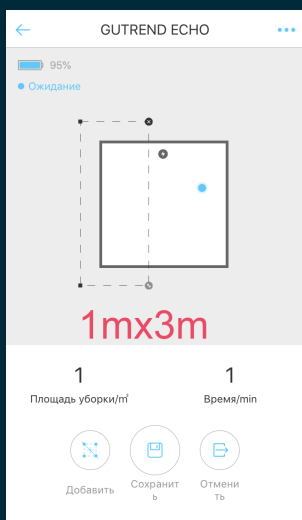 GUTREND ECHO
95%
Ожидание
1mx3m
1 1
Площадь уборки/㎡ Время/min
Добавить Сохранит
ь Отмени
ть